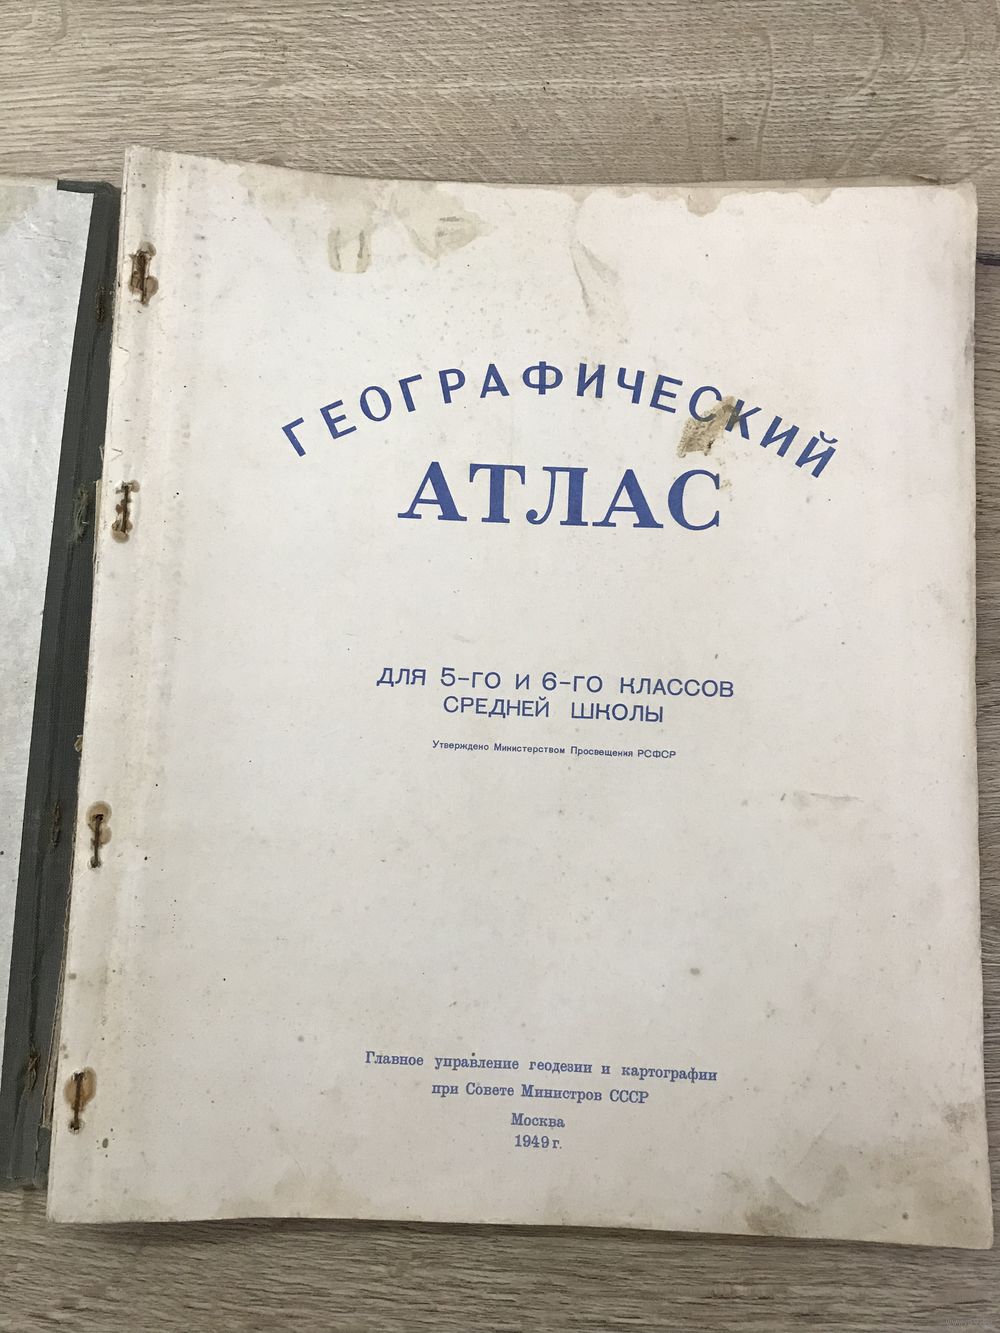 ГЕОГРАФИЧЕСКИЙ
АТЛАС
ДЛЯ 5-ГО И 6-ГО КЛАССОВ
СРЕДНЕЙ ШКОЛЫ
Утверждено Министерством Просвещения РСФСР
Главное управление геодезии и картографии
при Совете Министров СССР
Москва
1949 г.